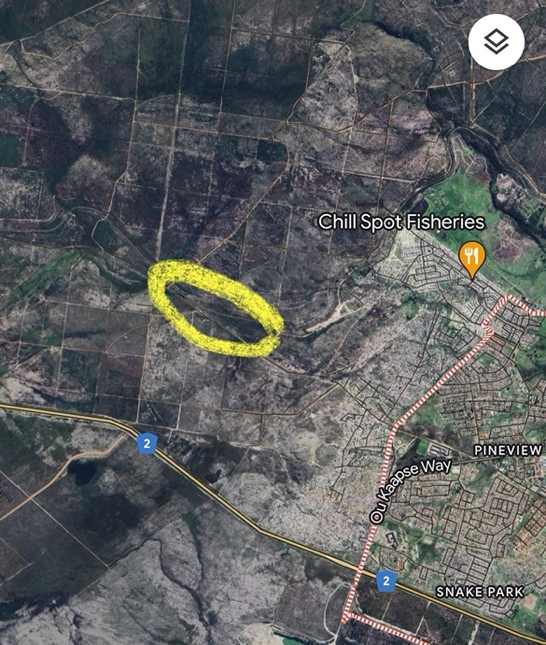 Chill Spot Fisheries
PINEVIEW
Ou Kaapse Way
2
2
SNAKE PARK